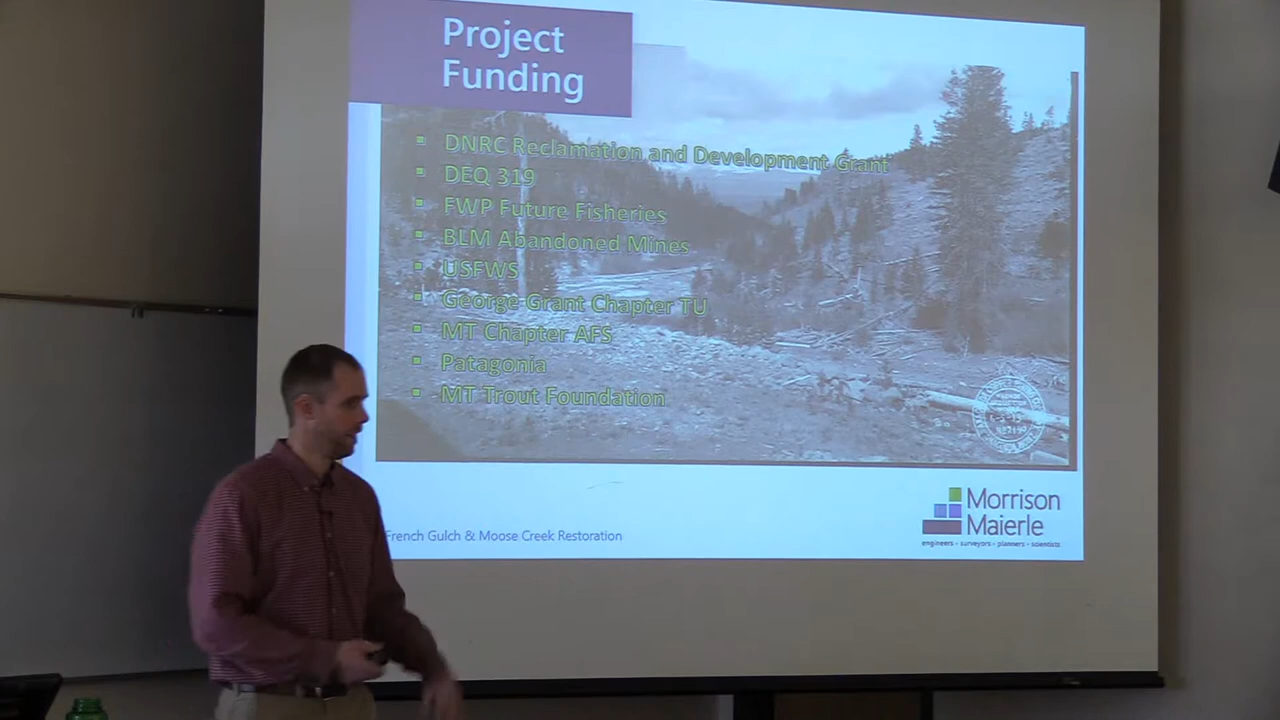 Project
Funding
DNRC Reclamation and Development Grant
DEQ 319
FWP Future Fisheries
BLM Abandoned Mines
USFWS
George Grant Chapter TU
MT Chapter AFS
Patagonia
MT Trout Foundation
French Gulch & Moose Creek Restoration
Morrison
Maierle
engineers • surveyors • planners • scientists